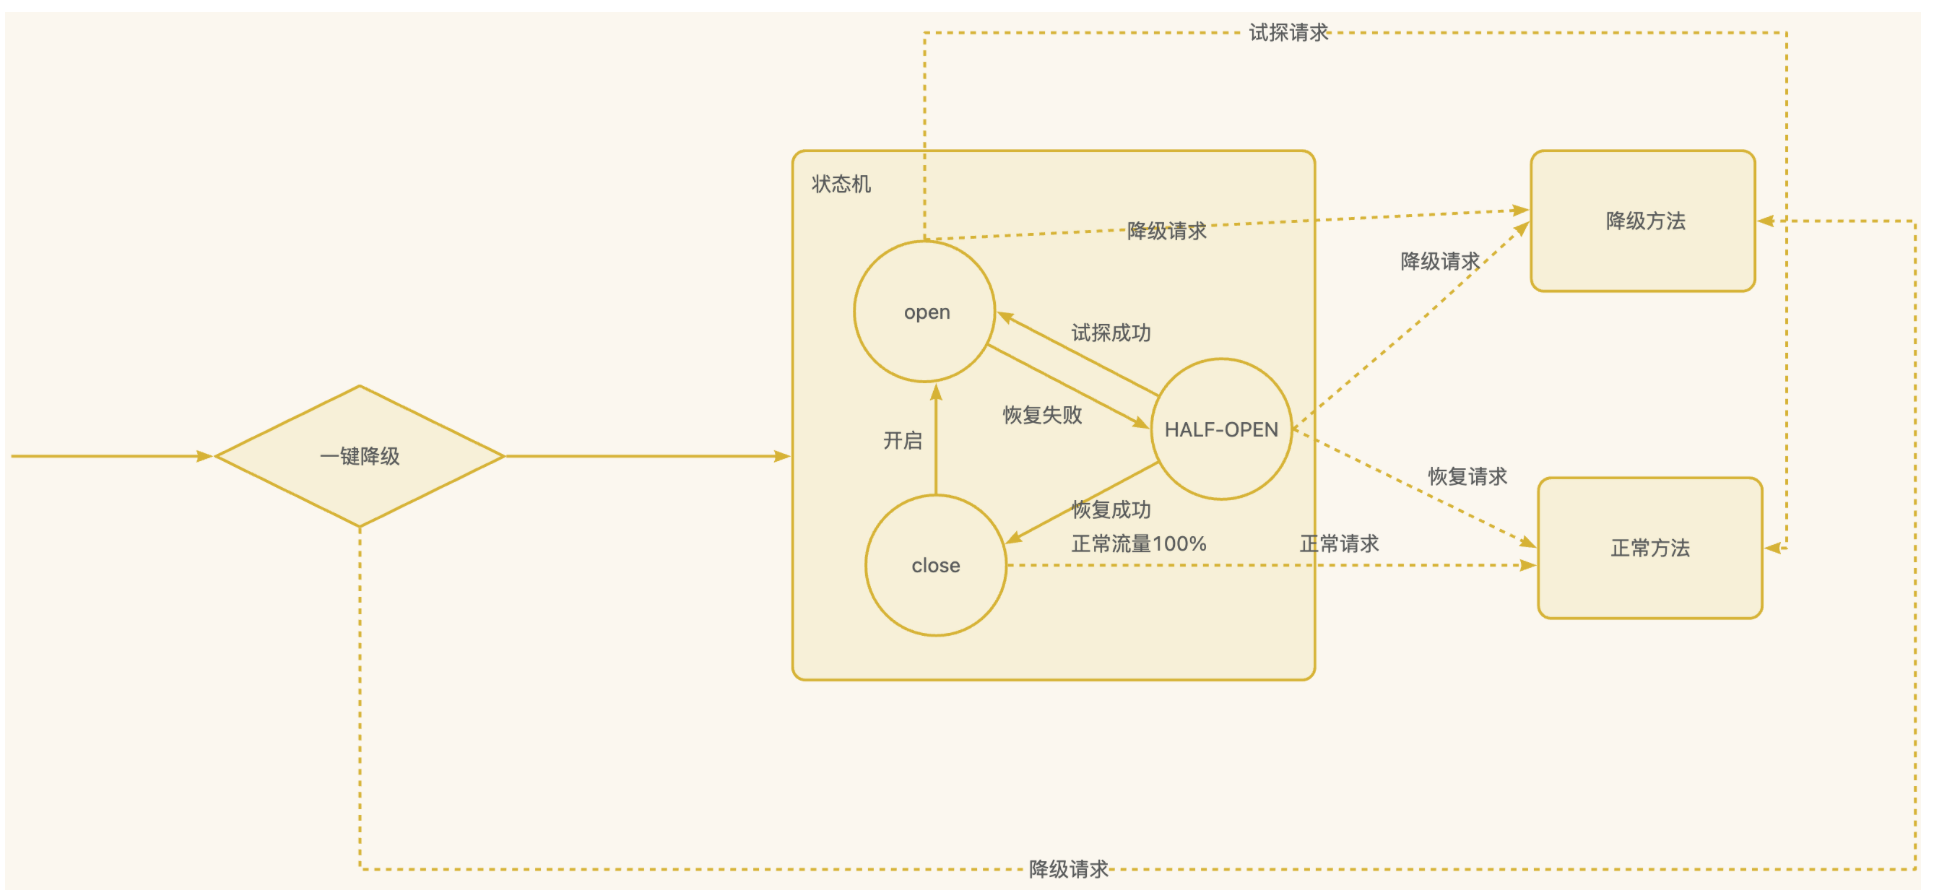 试探请求
状态机
降级请求
降级方法
降级请求
open
试探成功
恢复失败
HALF-OPEN
开启
一键降级
恢复请求
恢复成功
正常流量100%
正常请求
正常方法
close
降级请求